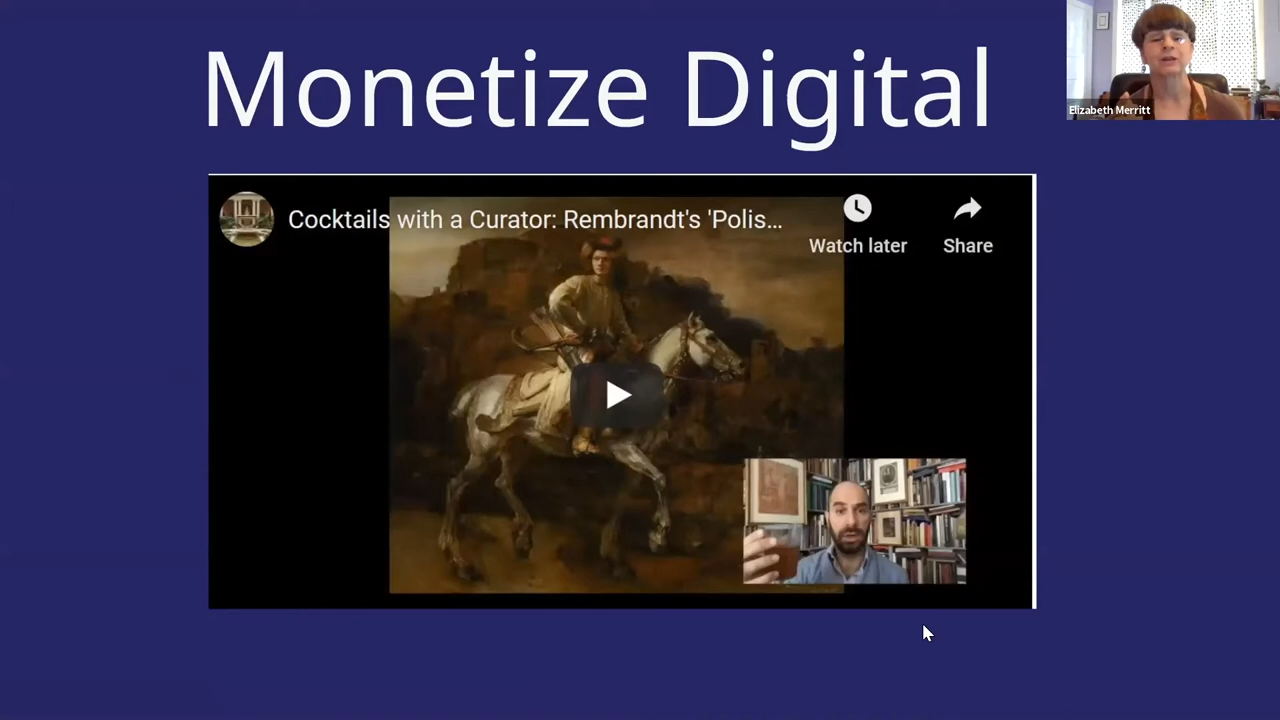 Monetize Digital
Elizabeth Merritt
Cocktails with a Curator: Rembrandt's 'Polis...
Watch later
Share